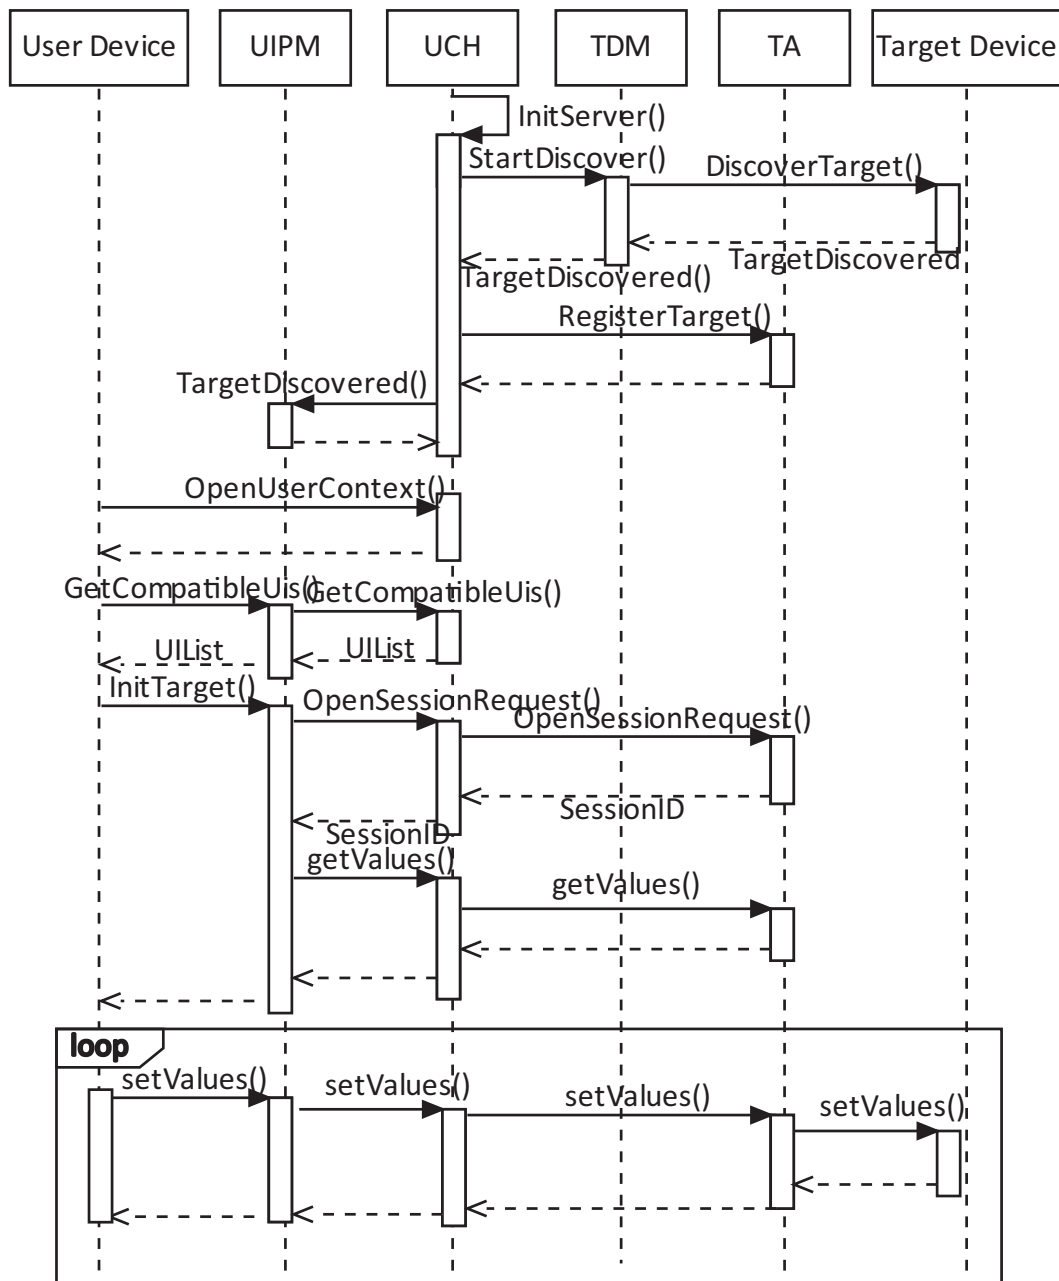 User Device
UIPM
UCH
TDM
TA
Target Device
InitServer()
StartDiscover()
DiscoverTarget()
TargetDiscovered
TargetDiscovered()
RegisterTarget()
TargetDiscovered()
OpenUserContext()
GetCompatibleUis()
GetCompatibleUis()
UIList
UIList
InitTarget()
OpenSessionRequest()
OpenSessionRequest()
SessionID
SessionID
getValues()
getValues()
loop
setValues()
setValues()
setValues()
setValues()